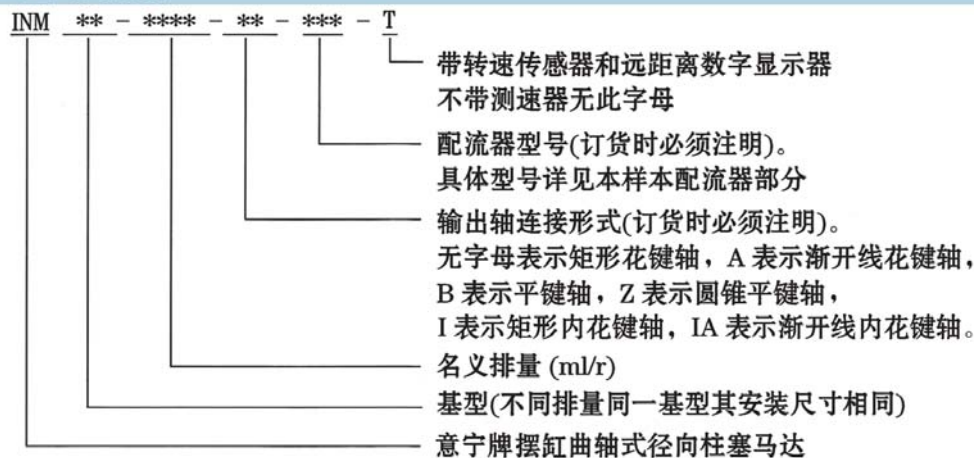 INM ** - **** - ** - *** - T
带转速传感器和远距离数字显示器
不带测速器无此字母
配流器型号(订货时必须注明)。
具体型号详见本样本配流器部分
输出轴连接形式(订货时必须注明)。
无字母表示矩形花键轴，A 表示渐开线花键轴，
B 表示平键轴，Z 表示圆锥平键轴，
I 表示矩形内花键轴，IA 表示渐开线内花键轴。
名义排量 (ml/r)
基型(不同排量同一基型其安装尺寸相同)
意宁牌摆缸曲轴式径向柱塞马达